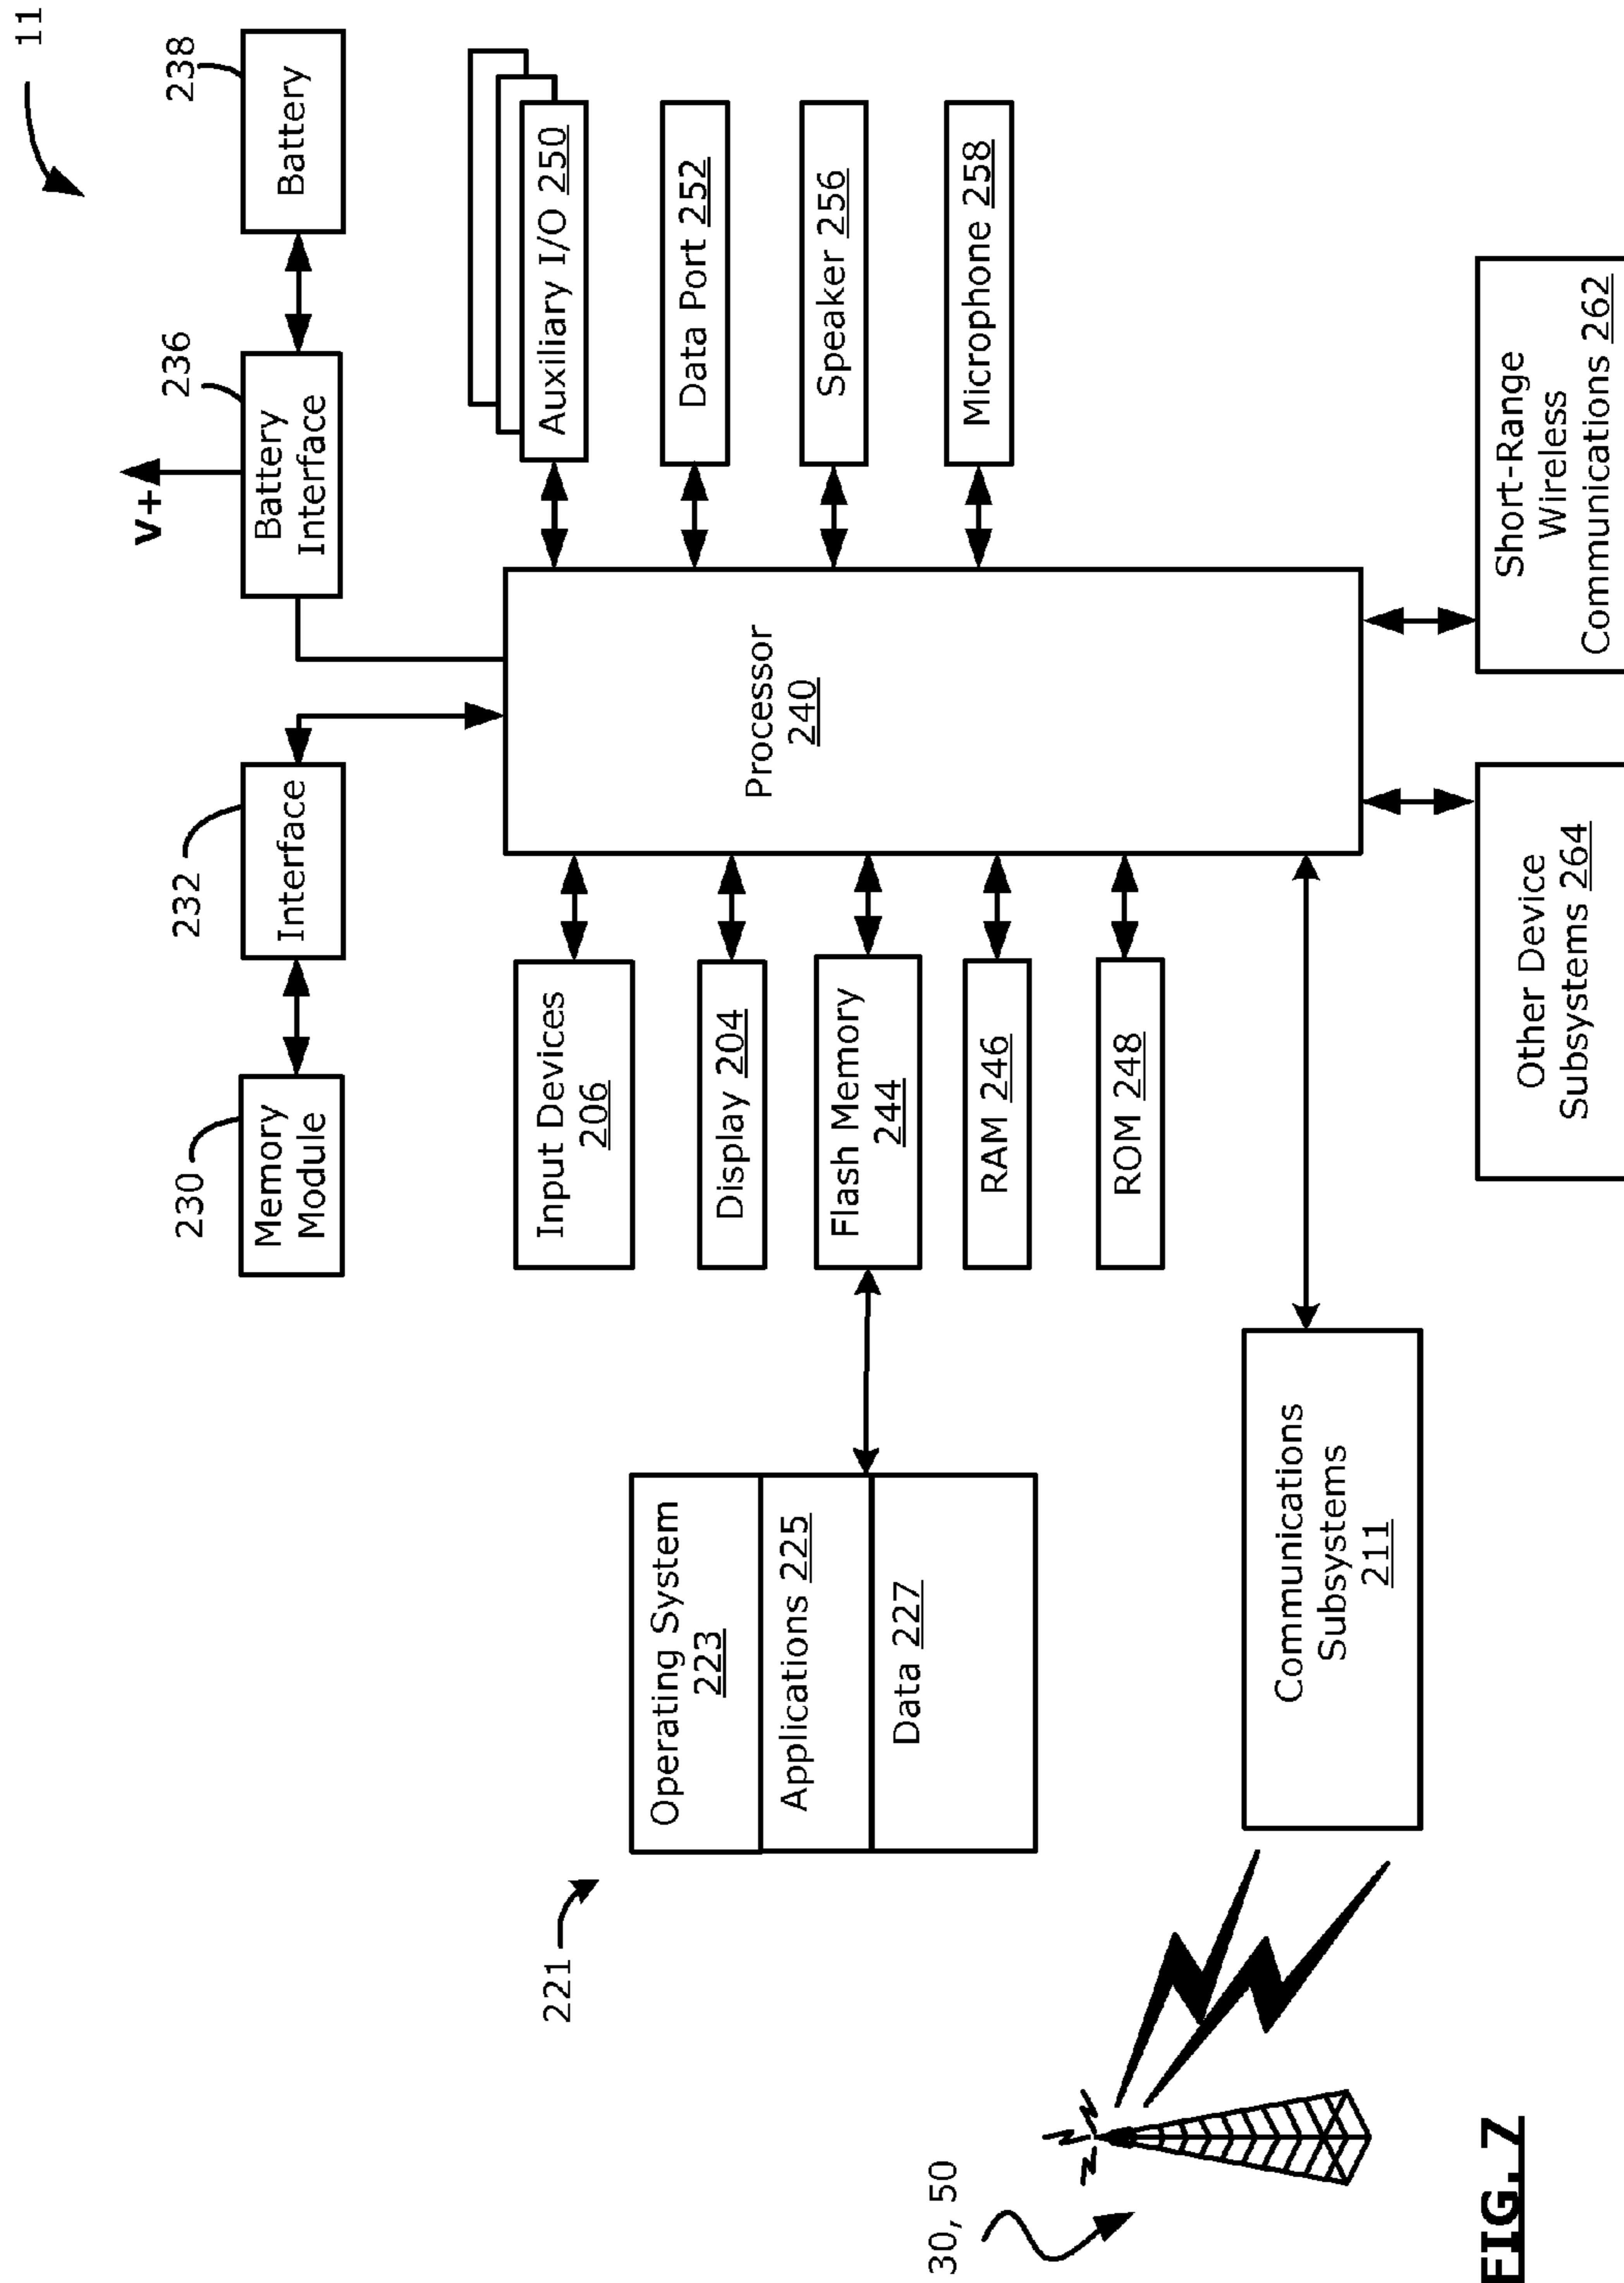 11
230
232
236
238
V+
Memory
Module
Interface
Battery
Interface
Battery
Input Devices
206
Display 204
Flash Memory
244
RAM 246
ROM 248
Processor
240
Auxiliary I/O 250
Data Port 252
Speaker 256
Microphone 258
221
Operating System
223
Applications 225
Data 227
30, 50
Communications
Subsystems
211
Other Device
Subsystems 264
Short-Range
Wireless
Communications 262
FIG. 7